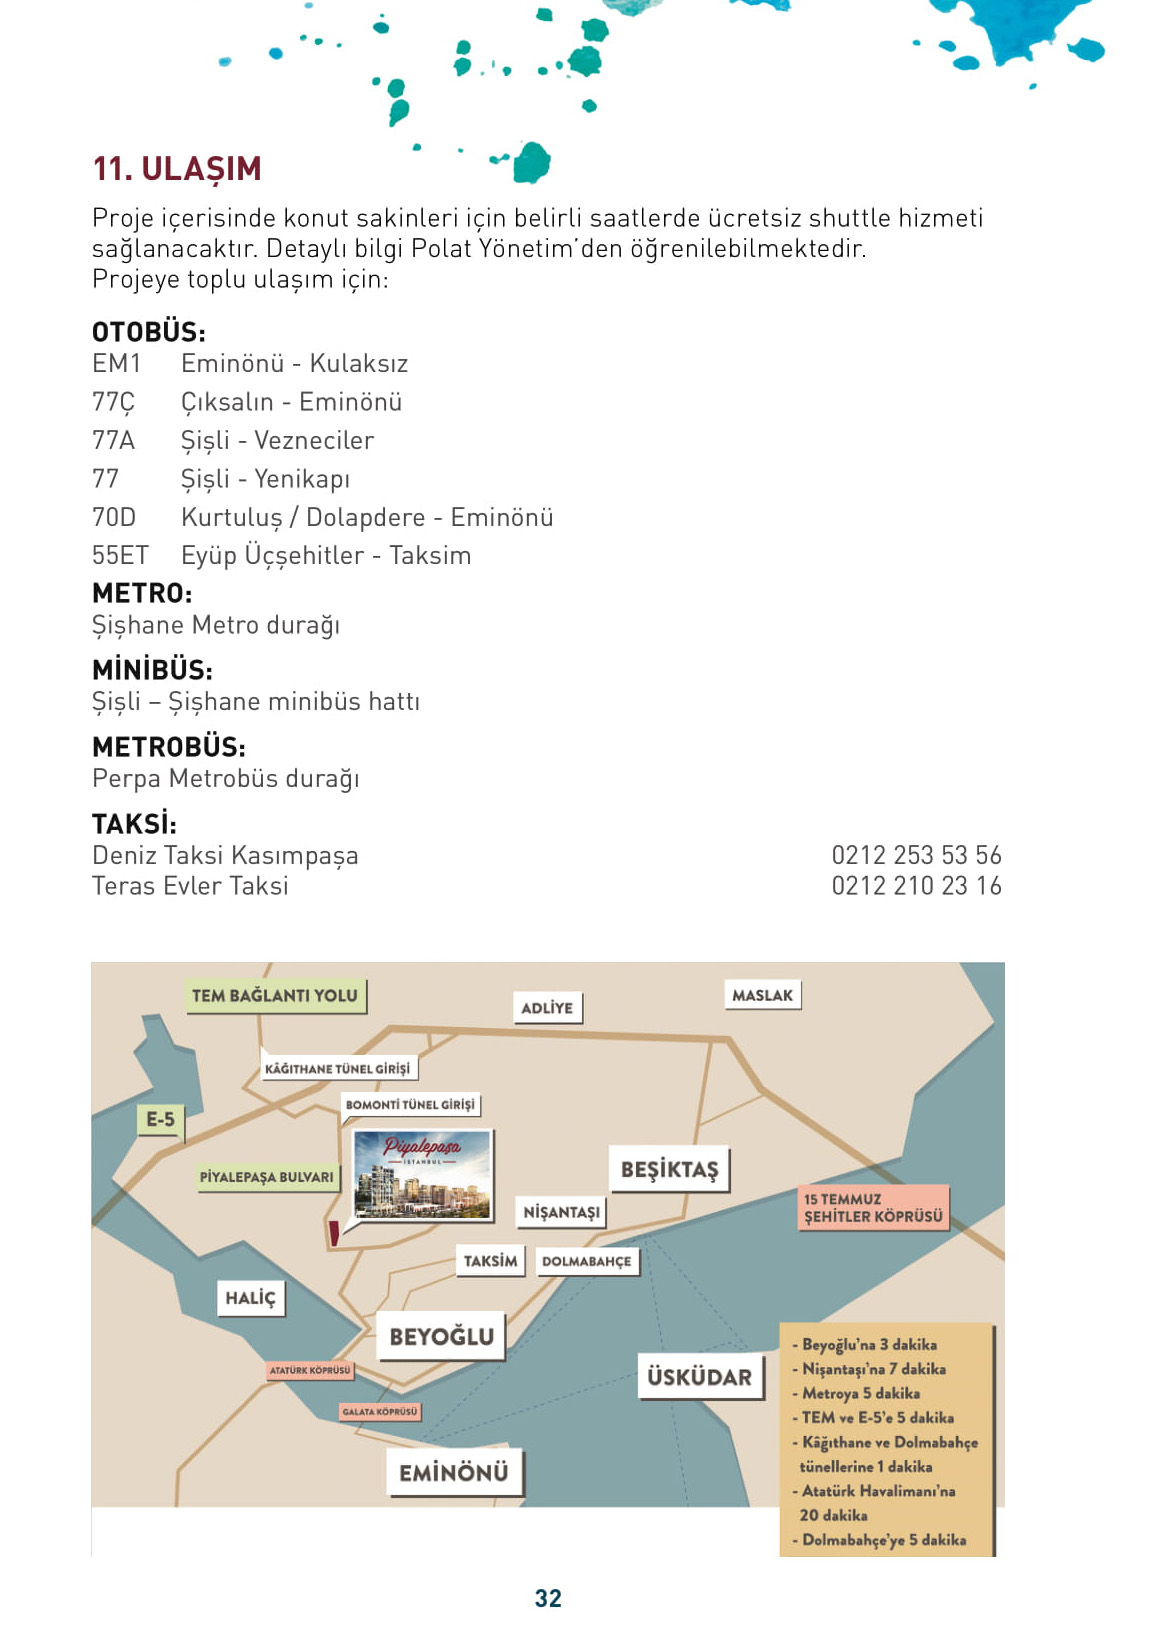 11. ULAŞIM
Proje içerisinde konut sakinleri için belirli saatlerde ücretsiz shuttle hizmeti
sağlanacaktır. Detaylı bilgi Polat Yönetim'den öğrenilebilmektedir.
Projeye toplu ulaşım için:
OTOBÜS:
EM1 Eminönü - Kulaksız
77Ç Çıksalın - Eminönü
77A Şişli - Vezneciler
77 Şişli - Yenikapı
70D Kurtuluş / Dolapdere - Eminönü
55ET Eyüp Üçşehitler - Taksim
METRO:
Şişhane Metro durağı
MİNİBÜS:
Şişli – Şişhane minibüs hattı
METROBÜS:
Perpa Metrobüs durağı
TAKSİ:
Deniz Taksi Kasımpaşa 0212 253 53 56
Teras Evler Taksi 0212 210 23 16
TEM BAĞLANTI YOLU
ADLİYE
MASLAK
KÂĞITHANE TÜNEL GİRİŞİ
BOMONTİ TÜNEL GİRİŞİ
E-5
Piyalepaşa
İSTANBUL
PİYALEPAŞA BULVARI
BEŞİKTAŞ
NİŞANTAŞI
15 TEMMUZ
ŞEHİTLER KÖPRÜSÜ
TAKSİM
DOLMABAHÇE
HALİÇ
BEYOĞLU
ATATÜRK KÖPRÜSÜ
ÜSKÜDAR
GALATA KÖPRÜSÜ
EMİNÖNÜ
- Beyoğlu'na 3 dakika
- Nişantaşı'na 7 dakika
- Metroya 5 dakika
- TEM ve E-5'e 5 dakika
- Kâğıthane ve Dolmabahçe
tünellerine 1 dakika
- Atatürk Havalimanı'na
20 dakika
- Dolmabahçe'ye 5 dakika
32